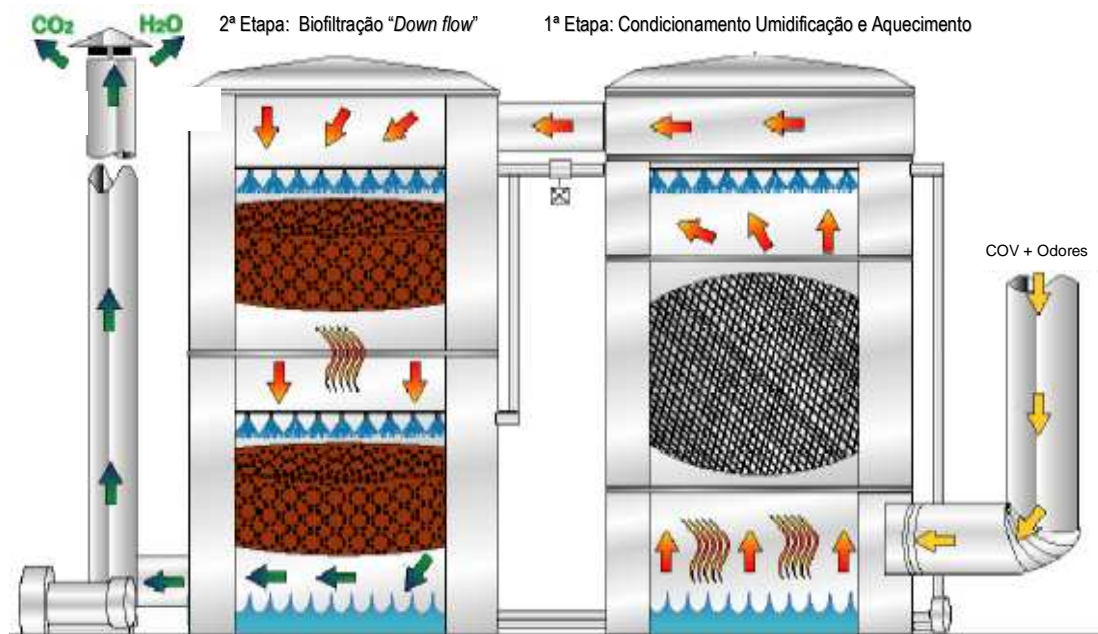 CO₂ H₂O
2ª Etapa: Biofiltração “Down flow”
1ª Etapa: Condicionamento Umidificação e Aquecimento
COV + Odores